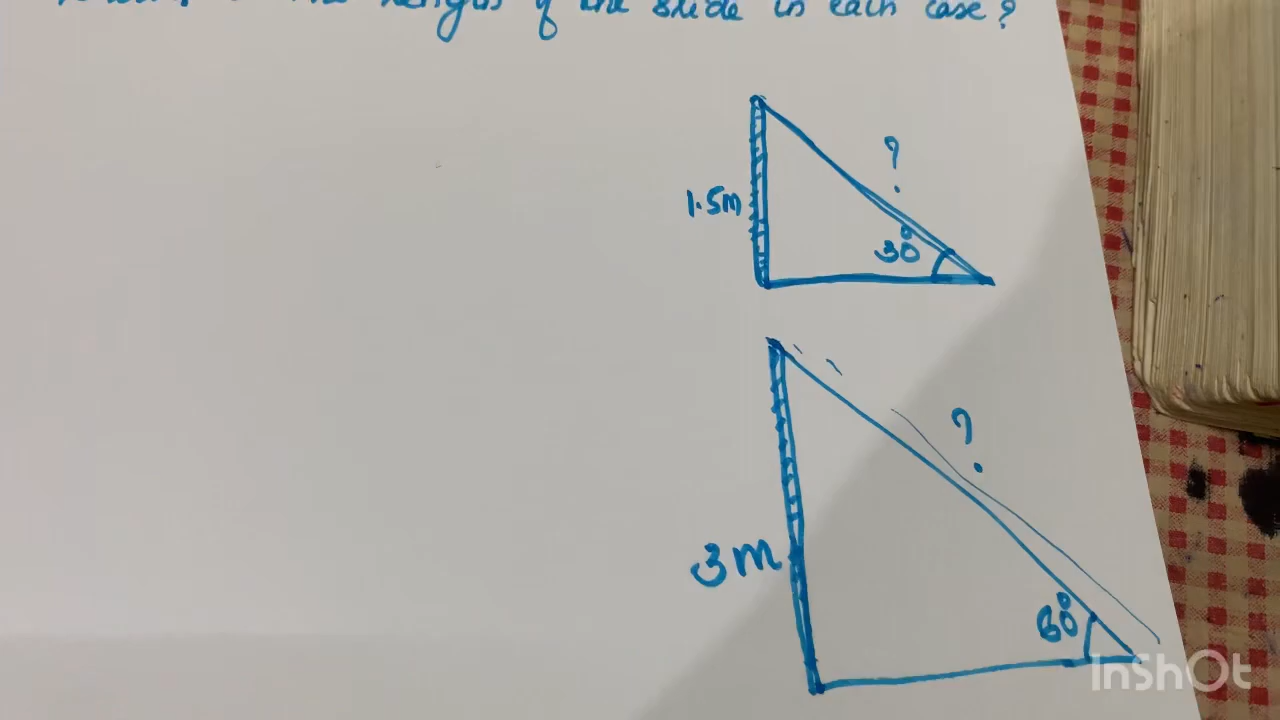 the length of the slide in each case?
?
1.5m
30°
?
3m
60°
InShOt